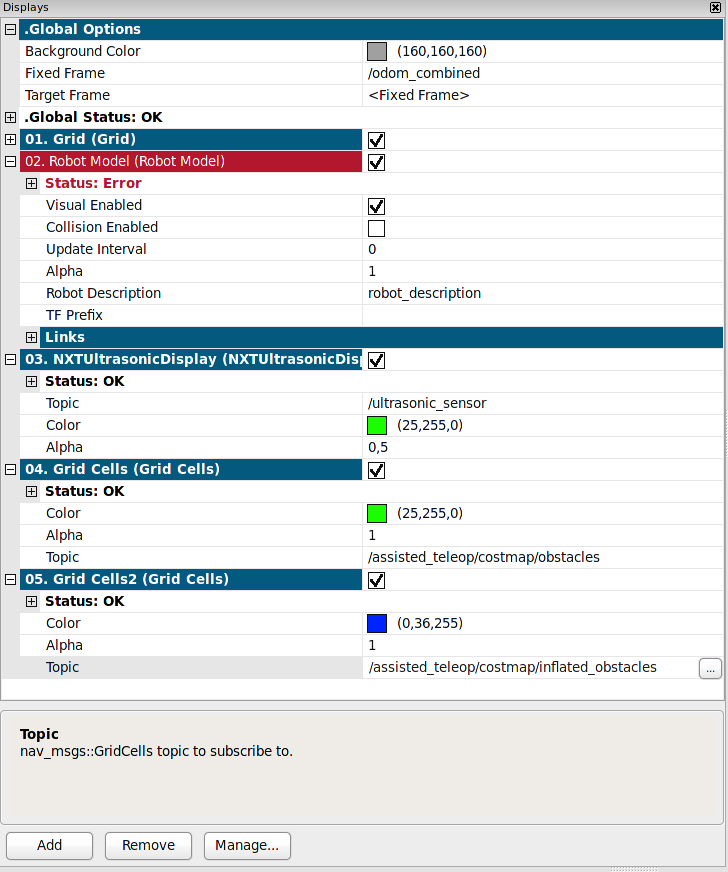 Displays
.Global Options
Background Color (160,160,160)
Fixed Frame /odom_combined
Target Frame <Fixed Frame>
.Global Status: OK
01. Grid (Grid)
02. Robot Model (Robot Model)
Status: Error
Visual Enabled
Collision Enabled
Update Interval 0
Alpha 1
Robot Description robot_description
TF Prefix
Links
03. NXTUltrasonicDisplay (NXTUltrasonicDisp
Status: OK
Topic /ultrasonic_sensor
Color (25,255,0)
Alpha 0,5
04. Grid Cells (Grid Cells)
Status: OK
Color (25,255,0)
Alpha 1
Topic /assisted_teleop/costmap/obstacles
05. Grid Cells2 (Grid Cells)
Status: OK
Color (0,36,255)
Alpha 1
Topic /assisted_teleop/costmap/inflated_obstacles ...
Topic
nav_msgs::GridCells topic to subscribe to.
Add Remove Manage...